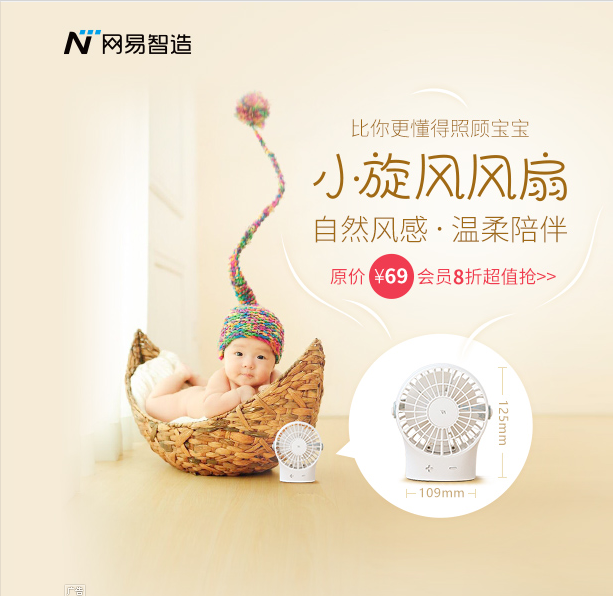 网易智造
比你更懂得照顾宝宝
小旋风风扇
自然风感·温柔陪伴
原价 ¥69 会员8折超值抢>>
125mm
109mm
广告